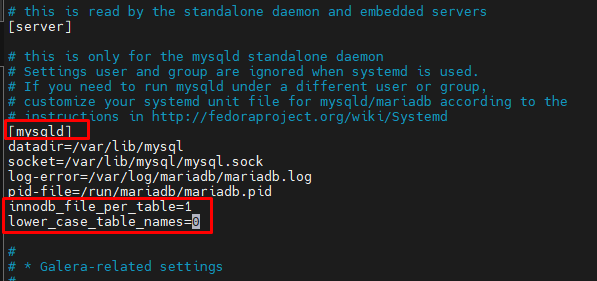 # this is read by the standalone daemon and embedded servers
[server]
# this is only for the mysqld standalone daemon
# Settings user and group are ignored when systemd is used.
# If you need to run mysqld under a different user or group,
# customize your systemd unit file for mysqld/mariadb according to the
# instructions in http://fedoraproject.org/wiki/Systemd
[mysqld]
datadir=/var/lib/mysql
socket=/var/lib/mysql/mysql.sock
log-error=/var/log/mariadb/mariadb.log
pid-file=/run/mariadb/mariadb.pid
innodb_file_per_table=1
lower_case_table_names=0
#
# * Galera-related settings
#